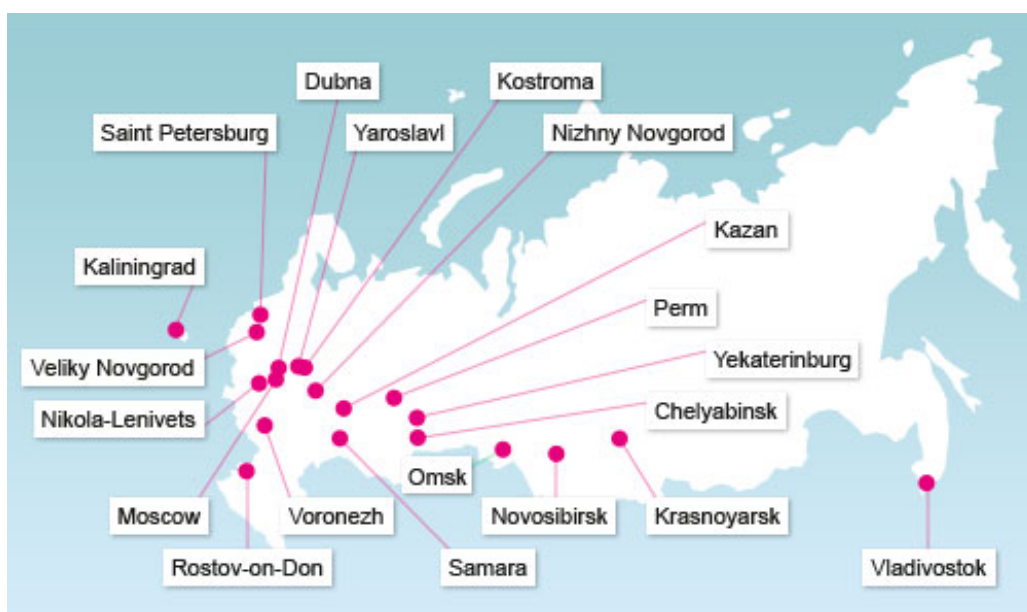 Dubna
Kostroma
Saint Petersburg
Yaroslavl
Nizhny Novgorod
Kazan
Kaliningrad
Perm
Veliky Novgorod
Yekaterinburg
Nikola-Lenivets
Chelyabinsk
Omsk
Moscow
Voronezh
Novosibirsk
Krasnoyarsk
Rostov-on-Don
Samara
Vladivostok